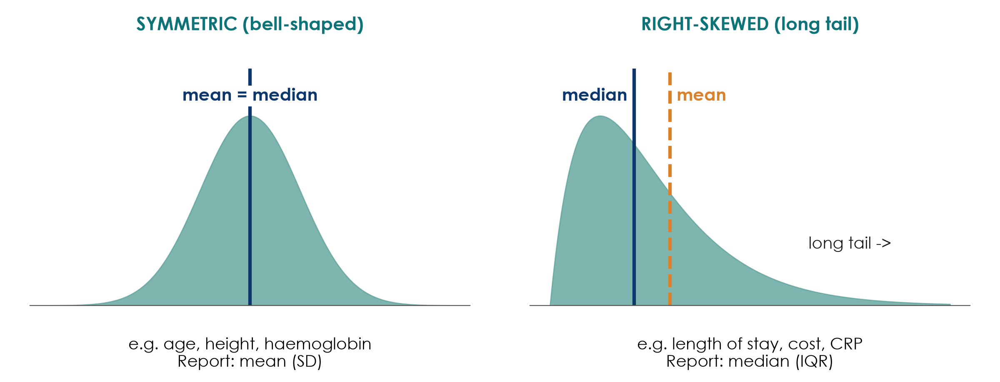 SYMMETRIC (bell-shaped)
mean = median
e.g. age, height, haemoglobin
Report: mean (SD)
RIGHT-SKEWED (long tail)
median
mean
long tail ->
e.g. length of stay, cost, CRP
Report: median (IQR)